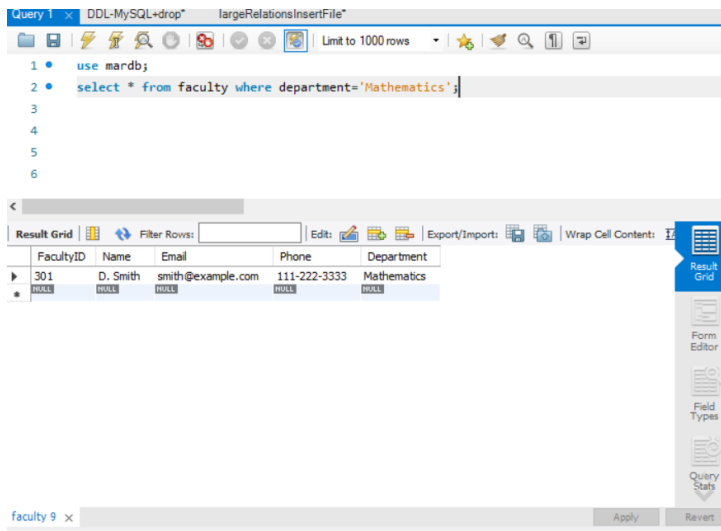 Query 1 × DDL-MySQL+drop* largeRelationsInsertFile*
Limit to 1000 rows
1 use mardb;
2 select * from faculty where department='Mathematics';
3
4
5
6
Result Grid Filter Rows: Edit: Export/Import: Wrap Cell Content:
FacultyID Name Email Phone Department
301 D. Smith smith@example.com 111-222-3333 Mathematics
NULL NULL NULL NULL NULL
Result
Grid
Form
Editor
Field
Types
Query
Stats
faculty 9 × Apply Revert